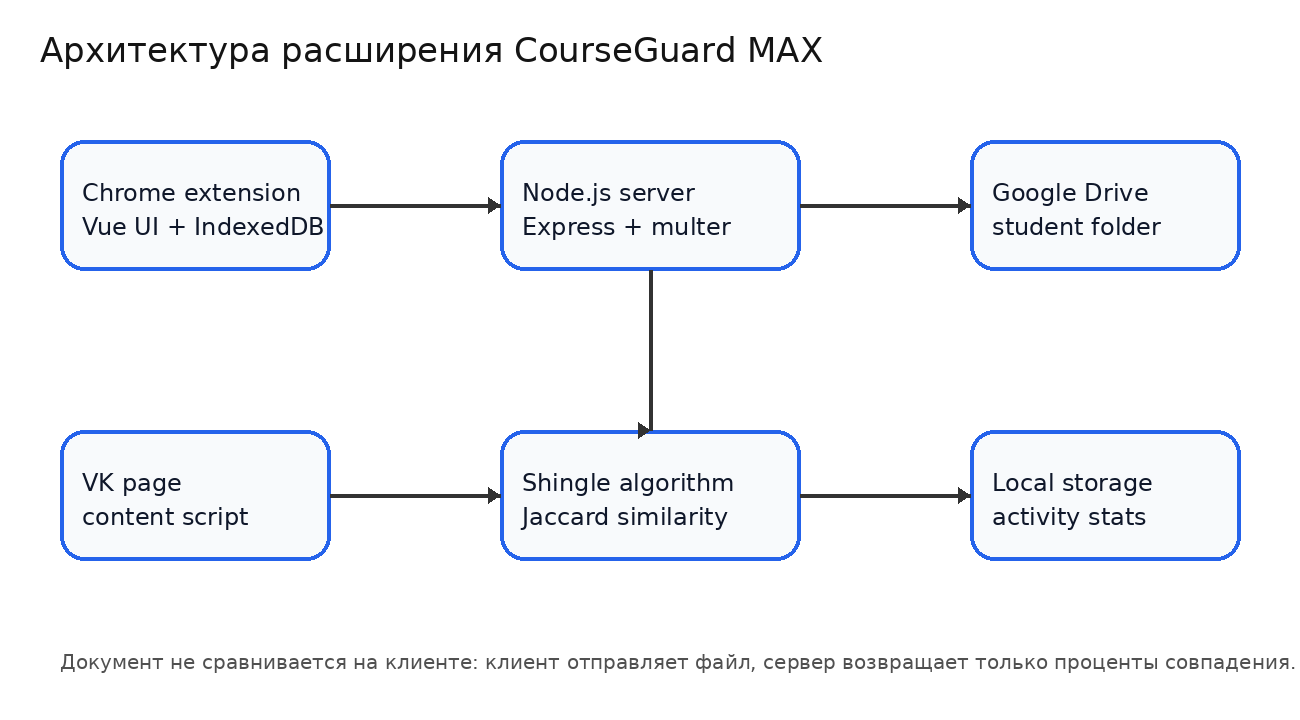 Архитектура расширения CourseGuard MAX
Chrome extension
Vue UI + IndexedDB
Node.js server
Express + multer
Google Drive
student folder
VK page
content script
Shingle algorithm
Jaccard similarity
Local storage
activity stats
Документ не сравнивается на клиенте: клиент отправляет файл, сервер возвращает только проценты совпадения.